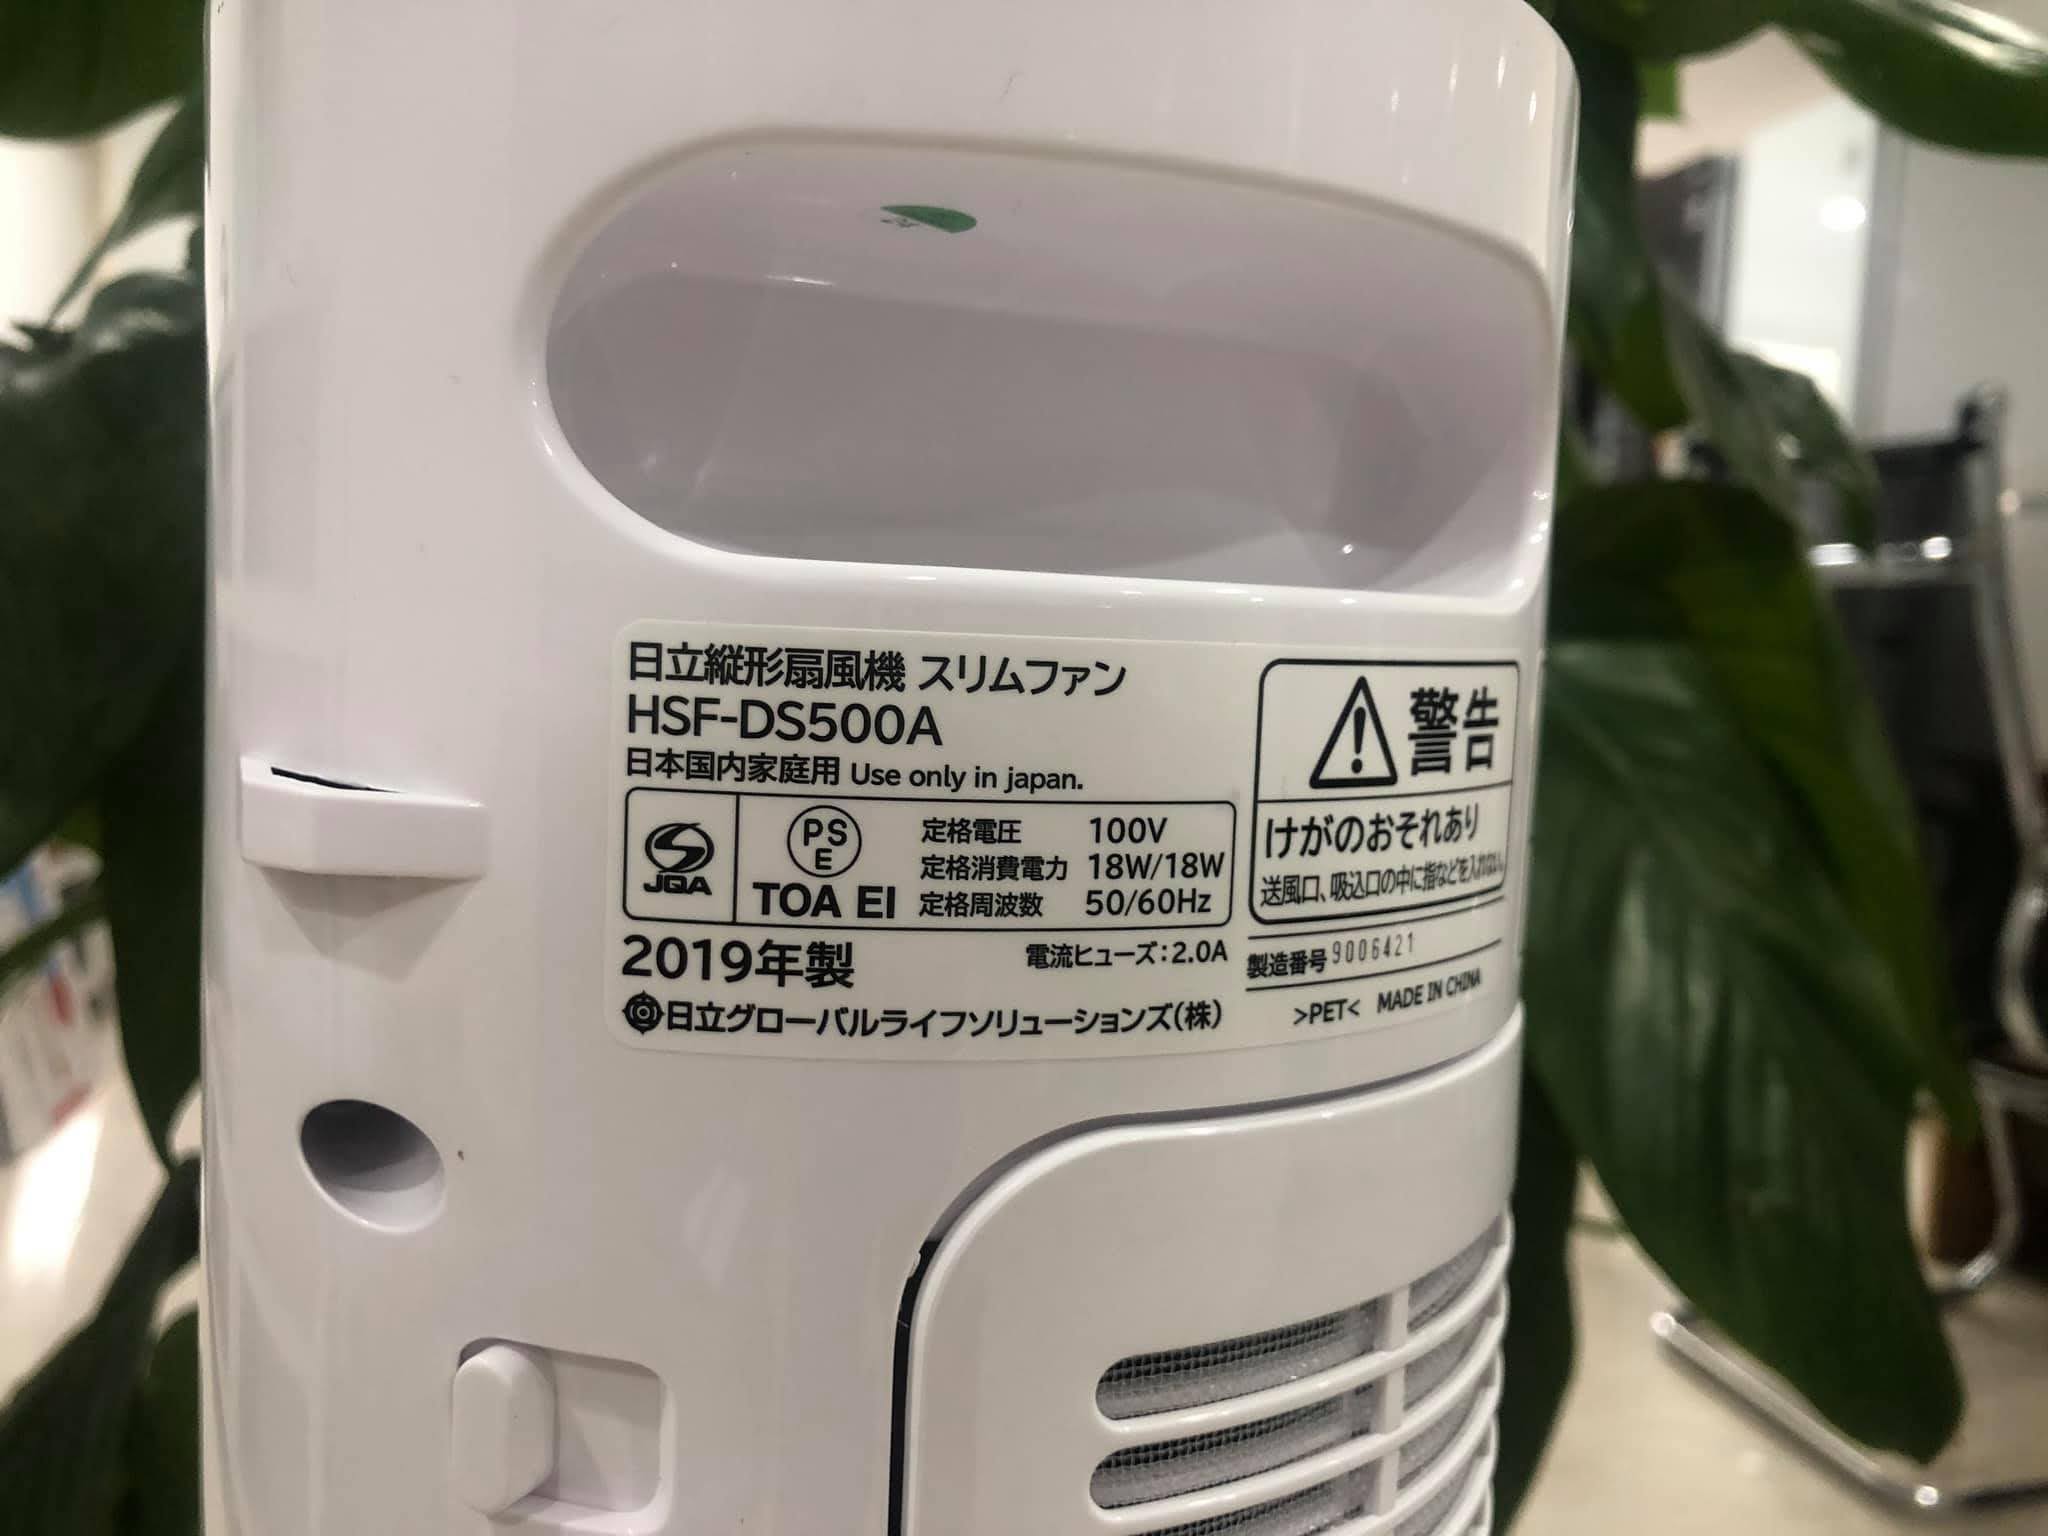 日立縦形扇風機 スリムファン
HSF-DS500A
日本国内家庭用 Use only in japan.
JQA
PS
E
TOA EI
定格電圧 100V
定格消費電力 18W/18W
定格周波数 50/60Hz
2019年製
電流ヒューズ:2.0A
日立グローバルライフソリューションズ(株)
警告
けがのおそれあり
送風口、吸込口の中に指などを入れない。
製造番号 9006421
>PET< MADE IN CHINA